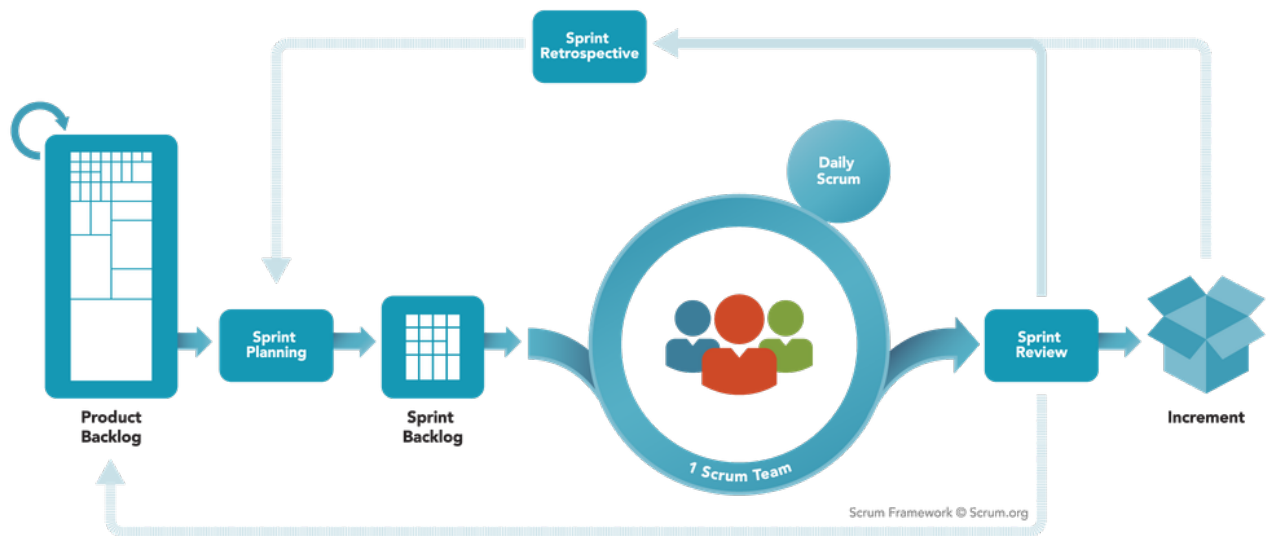 Sprint
Retrospective
Daily
Scrum
Sprint
Planning
Sprint
Review
Product
Backlog
Sprint
Backlog
Increment
1 Scrum Team
Scrum Framework © Scrum.org